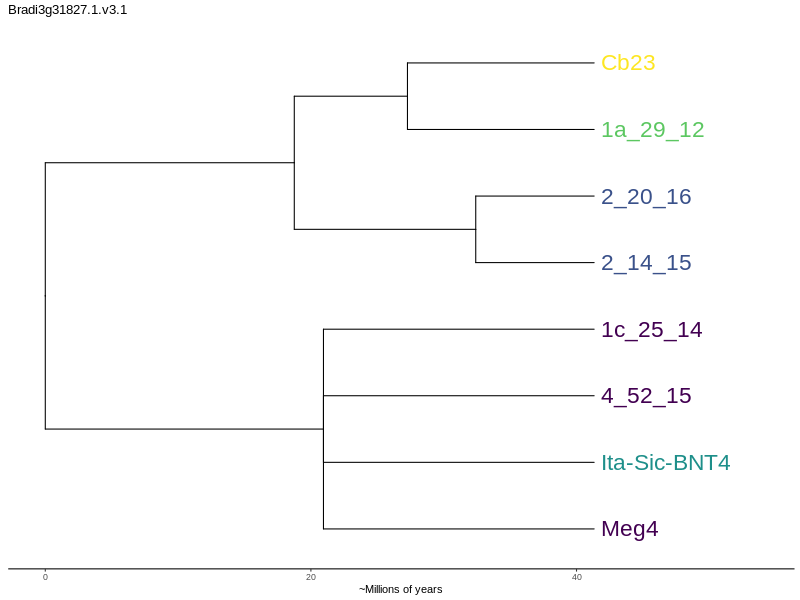 Bradi3g31827.1.v3.1
Cb23
1a_29_12
2_20_16
2_14_15
1c_25_14
4_52_15
Ita-Sic-BNT4
Meg4
0 20 40
~Millions of years